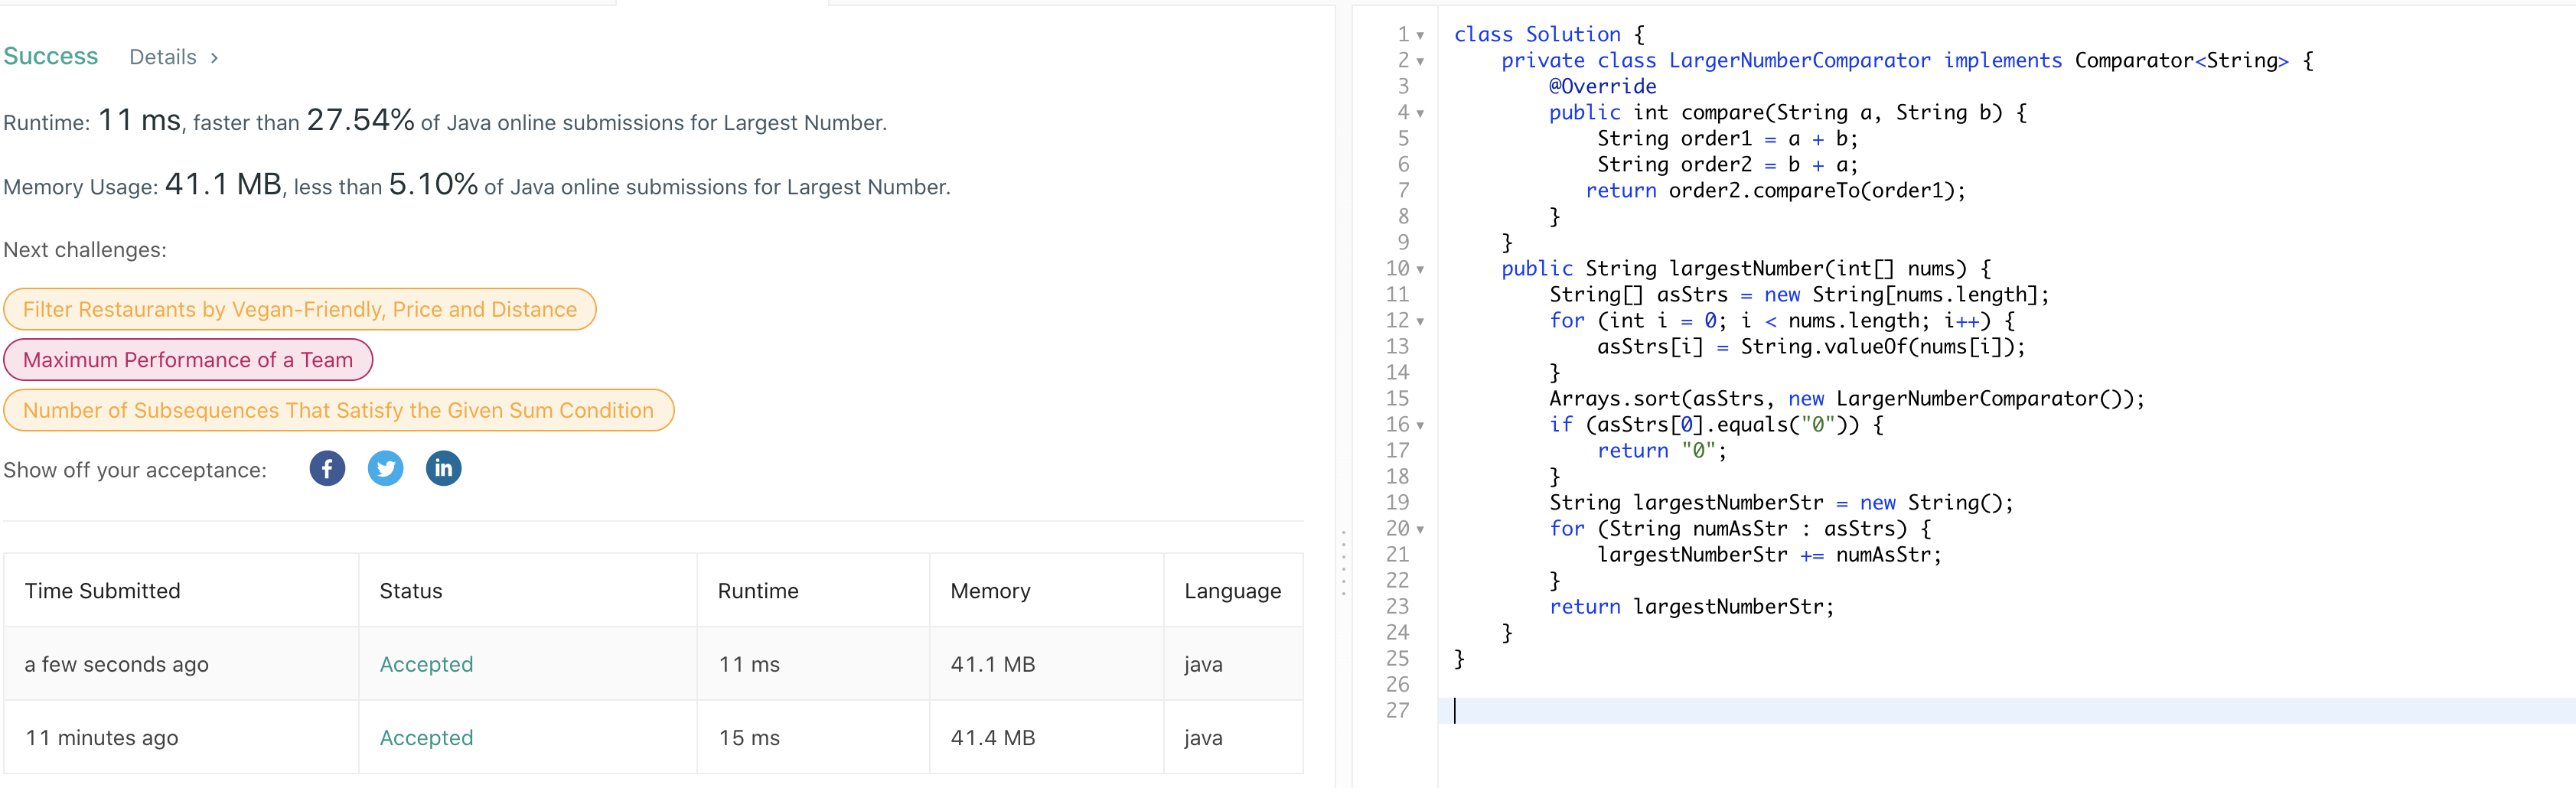 Success Details >
Runtime: 11 ms, faster than 27.54% of Java online submissions for Largest Number.
Memory Usage: 41.1 MB, less than 5.10% of Java online submissions for Largest Number.
Next challenges:
Filter Restaurants by Vegan-Friendly, Price and Distance
Maximum Performance of a Team
Number of Subsequences That Satisfy the Given Sum Condition
Show off your acceptance: f in
Time Submitted Status Runtime Memory Language
a few seconds ago Accepted 11 ms 41.1 MB java
11 minutes ago Accepted 15 ms 41.4 MB java
1 class Solution {
2     private class LargerNumberComparator implements Comparator<String> {
3         @Override
4         public int compare(String a, String b) {
5             String order1 = a + b;
6             String order2 = b + a;
7            return order2.compareTo(order1);
8         }
9     }
10     public String largestNumber(int[] nums) {
11         String[] asStrs = new String[nums.length];
12         for (int i = 0; i < nums.length; i++) {
13             asStrs[i] = String.valueOf(nums[i]);
14         }
15         Arrays.sort(asStrs, new LargerNumberComparator());
16         if (asStrs[0].equals("0")) {
17             return "0";
18         }
19         String largestNumberStr = new String();
20         for (String numAsStr : asStrs) {
21             largestNumberStr += numAsStr;
22         }
23         return largestNumberStr;
24     }
25 }
26
27